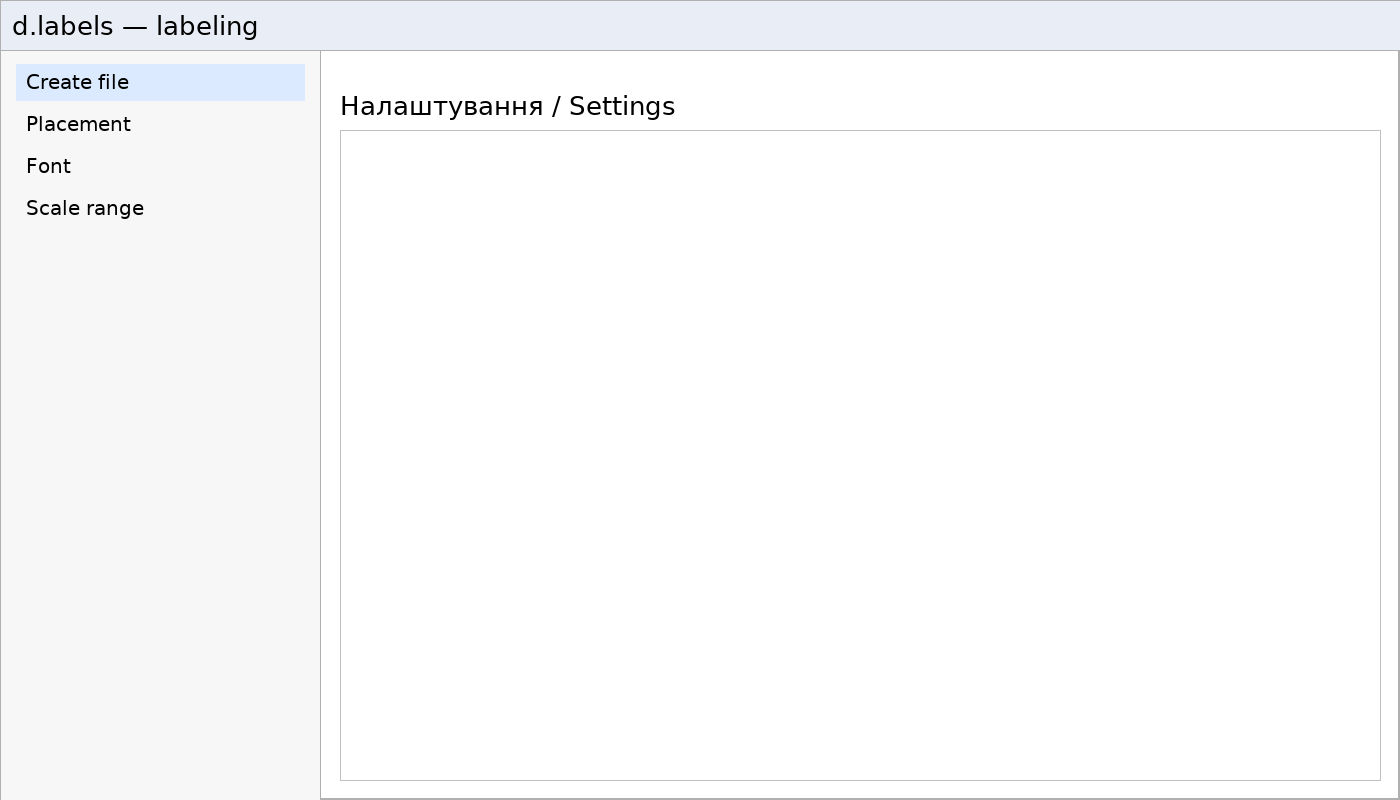 d.labels — labeling
Create file
Placement
Font
Scale range
Налаштування / Settings